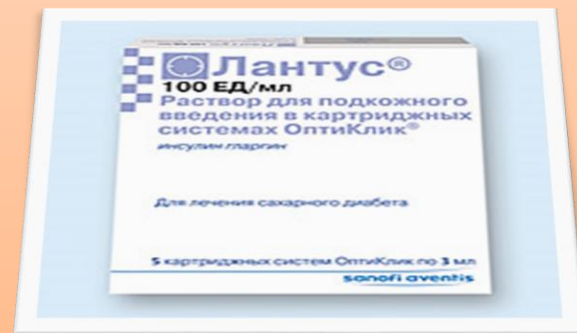 Лантус®
100 ЕД/мл
Раствор для подкожного
введения в картриджных
системах ОптиКлик®
инсулин гларгин
Для лечения сахарного диабета
5 картриджных систем ОптиКлик по 3 мл
sanofi aventis